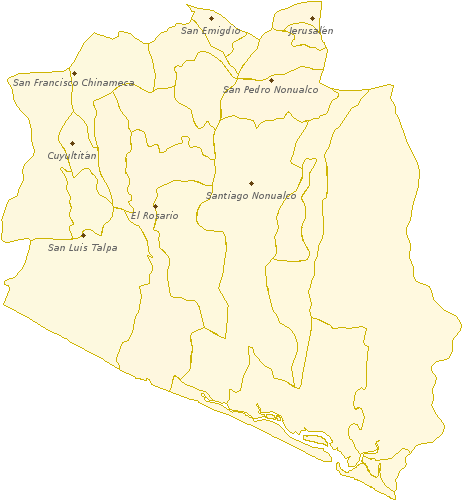 San Emigdio
Jerusalén
San Francisco Chinameca
San Pedro Nonualco
Cuyultitán
Santiago Nonualco
El Rosario
San Luis Talpa